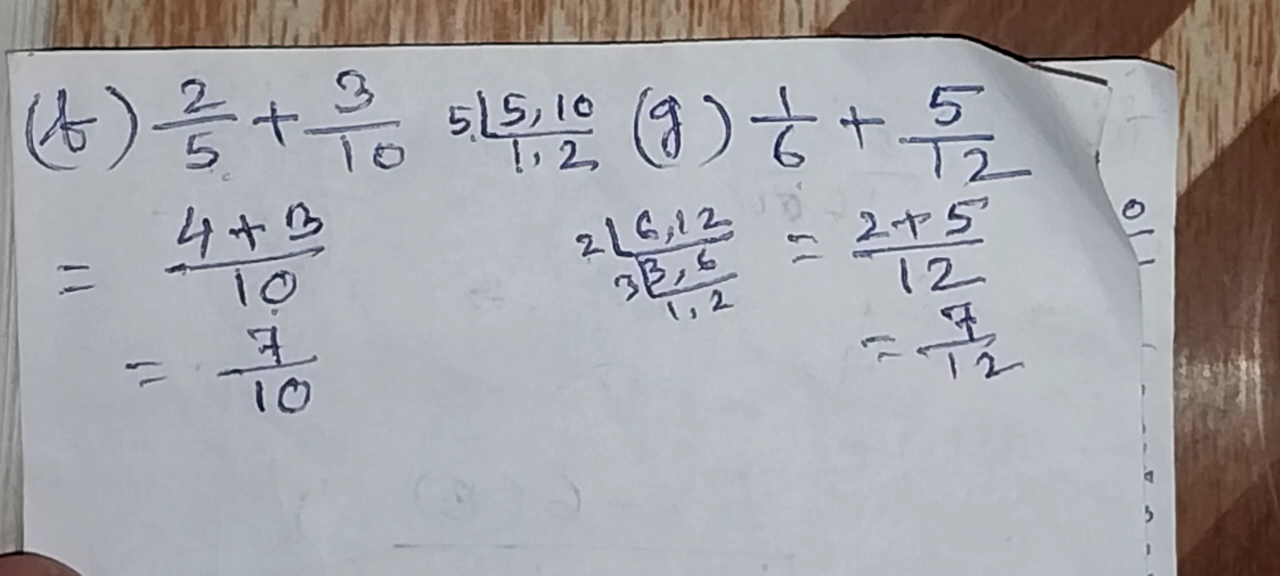 (f) 2/5 + 3/10
5 | 5, 10
1, 2
= 4 + 3/10
= 7/10
(g) 1/6 + 5/12
2 | 6, 12
3 | 3, 6
1, 2
= 2 + 5/12
= 7/12
0